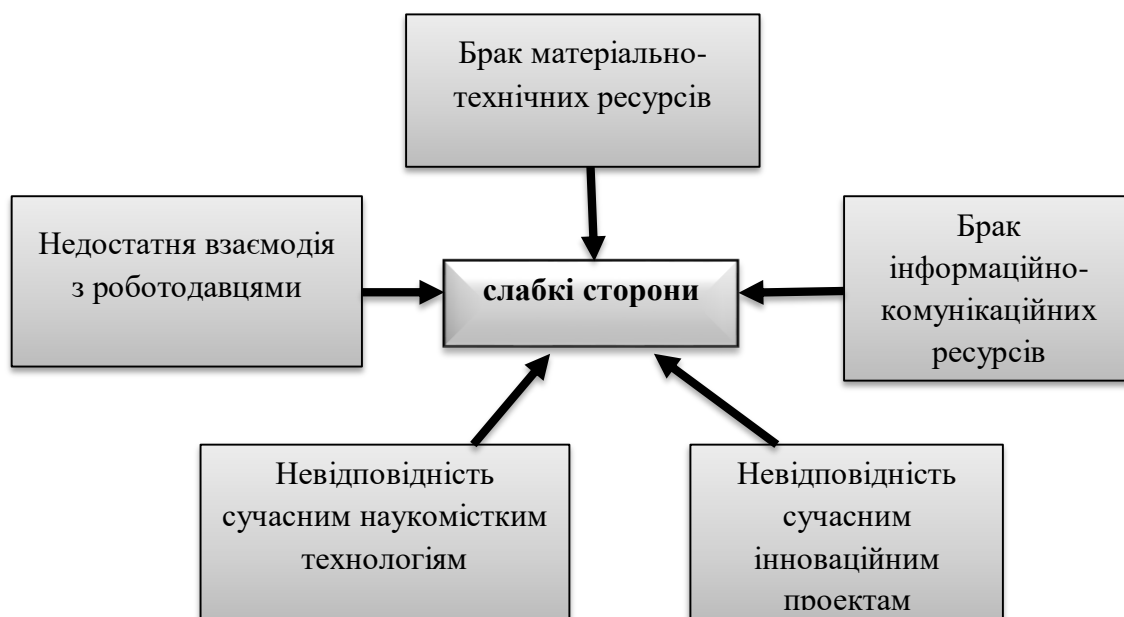 Брак матеріально-
технічних ресурсів
Недостатня взаємодія
з роботодавцями
слабкі сторони
Брак
інформаційно-
комунікаційних
ресурсів
Невідповідність
сучасним наукомістким
технологіям
Невідповідність
сучасним
інноваційним
проектам